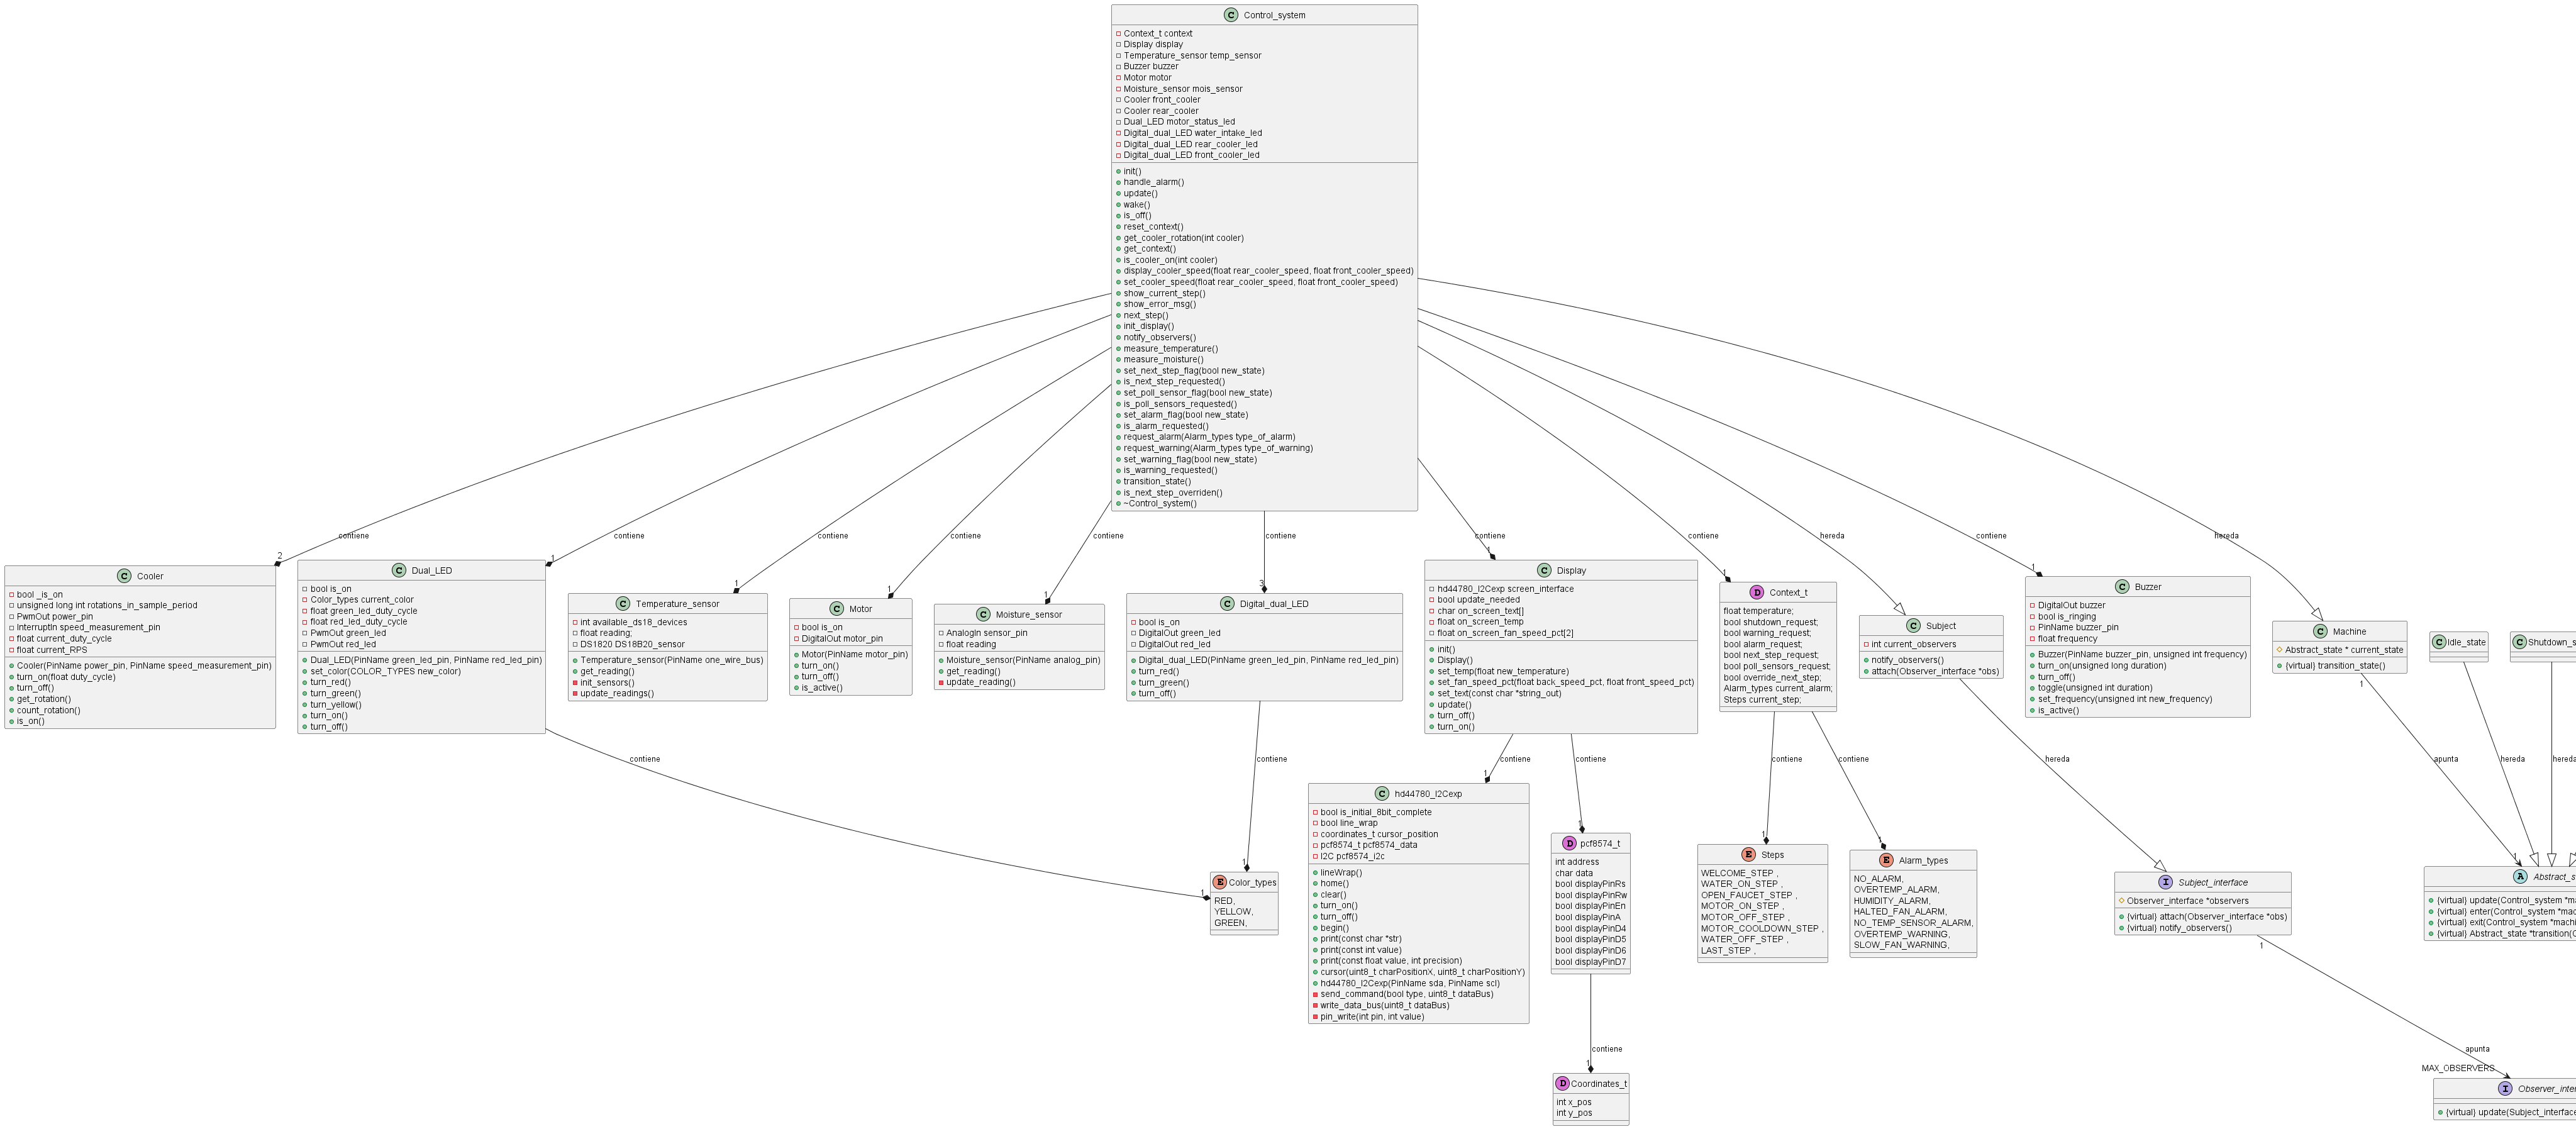 C Control_system
Context_t context
Display display
Temperature_sensor temp_sensor
Buzzer buzzer
Motor motor
Moisture_sensor mois_sensor
Cooler front_cooler
Cooler rear_cooler
Dual_LED motor_status_led
Digital_dual_LED water_intake_led
Digital_dual_LED rear_cooler_led
Digital_dual_LED front_cooler_led
init()
handle_alarm()
update()
wake()
is_off()
reset_context()
get_cooler_rotation(int cooler)
get_context()
is_cooler_on(int cooler)
display_cooler_speed(float rear_cooler_speed, float front_cooler_speed)
set_cooler_speed(float rear_cooler_speed, float front_cooler_speed)
show_current_step()
show_error_msg()
next_step()
init_display()
notify_observers()
measure_temperature()
measure_moisture()
set_next_step_flag(bool new_state)
is_next_step_requested()
set_poll_sensor_flag(bool new_state)
is_poll_sensors_requested()
set_alarm_flag(bool new_state)
is_alarm_requested()
request_alarm(Alarm_types type_of_alarm)
request_warning(Alarm_types type_of_warning)
set_warning_flag(bool new_state)
is_warning_requested()
transition_state()
is_next_step_overriden()
~Control_system()
contiene
contiene
contiene
contiene
contiene
contiene
contiene
contiene
hereda
contiene
hereda
2
1
1
1
1
3
1
1
1
C Cooler
bool _is_on
unsigned long int rotations_in_sample_period
PwmOut power_pin
InterruptIn speed_measurement_pin
float current_duty_cycle
float current_RPS
Cooler(PinName power_pin, PinName speed_measurement_pin)
turn_on(float duty_cycle)
turn_off()
get_rotation()
count_rotation()
is_on()
C Dual_LED
bool is_on
Color_types current_color
float green_led_duty_cycle
float red_led_duty_cycle
PwmOut green_led
PwmOut red_led
Dual_LED(PinName green_led_pin, PinName red_led_pin)
set_color(COLOR_TYPES new_color)
turn_red()
turn_green()
turn_yellow()
turn_on()
turn_off()
C Temperature_sensor
int available_ds18_devices
float reading;
DS1820 DS18B20_sensor
Temperature_sensor(PinName one_wire_bus)
get_reading()
init_sensors()
update_readings()
C Motor
bool is_on
DigitalOut motor_pin
Motor(PinName motor_pin)
turn_on()
turn_off()
is_active()
C Moisture_sensor
AnalogIn sensor_pin
float reading
Moisture_sensor(PinName analog_pin)
get_reading()
update_reading()
C Digital_dual_LED
bool is_on
DigitalOut green_led
DigitalOut red_led
Digital_dual_LED(PinName green_led_pin, PinName red_led_pin)
turn_red()
turn_green()
turn_off()
C Display
hd44780_I2Cexp screen_interface
bool update_needed
char on_screen_text[]
float on_screen_temp
float on_screen_fan_speed_pct[2]
init()
Display()
set_temp(float new_temperature)
set_fan_speed_pct(float back_speed_pct, float front_speed_pct)
set_text(const char *string_out)
update()
turn_off()
turn_on()
D Context_t
float temperature;
bool shutdown_request;
bool warning_request;
bool alarm_request;
bool next_step_request;
bool poll_sensors_request;
bool override_next_step;
Alarm_types current_alarm;
Steps current_step;
C Subject
int current_observers
notify_observers()
attach(Observer_interface *obs)
C Buzzer
DigitalOut buzzer
bool is_ringing
PinName buzzer_pin
float frequency
Buzzer(PinName buzzer_pin, unsigned int frequency)
turn_on(unsigned long duration)
turn_off()
toggle(unsigned int duration)
set_frequency(unsigned int new_frequency)
is_active()
C Machine
Abstract_state * current_state
{virtual} transition_state()
C Idle_state
C Shutdown_s
contiene
contiene
contiene
contiene
contiene
contiene
hereda
1
apunta
hereda
hereda
1
1
1
1
1
1
1
C hd44780_I2Cexp
bool is_initial_8bit_complete
bool line_wrap
coordinates_t cursor_position
pcf8574_t pcf8574_data
I2C pcf8574_i2c
lineWrap()
home()
clear()
turn_on()
turn_off()
begin()
print(const char *str)
print(const int value)
print(const float value, int precision)
cursor(uint8_t charPositionX, uint8_t charPositionY)
hd44780_I2Cexp(PinName sda, PinName scl)
send_command(bool type, uint8_t dataBus)
write_data_bus(uint8_t dataBus)
pin_write(int pin, int value)
D pcf8574_t
int address
char data
bool displayPinRs
bool displayPinRw
bool displayPinEn
bool displayPinA
bool displayPinD4
bool displayPinD5
bool displayPinD6
bool displayPinD7
E Steps
WELCOME_STEP ,
WATER_ON_STEP ,
OPEN_FAUCET_STEP ,
MOTOR_ON_STEP ,
MOTOR_OFF_STEP ,
MOTOR_COOLDOWN_STEP ,
WATER_OFF_STEP ,
LAST_STEP ,
E Alarm_types
NO_ALARM,
OVERTEMP_ALARM,
HUMIDITY_ALARM,
HALTED_FAN_ALARM,
NO_TEMP_SENSOR_ALARM,
OVERTEMP_WARNING,
SLOW_FAN_WARNING,
E Color_types
RED,
YELLOW,
GREEN,
I Subject_interface
Observer_interface *observers
{virtual} attach(Observer_interface *obs)
{virtual} notify_observers()
A Abstract_s
{virtual} update(Control_system *ma
{virtual} enter(Control_system *mac
{virtual} exit(Control_system *machi
{virtual} Abstract_state *transition(C
contiene
1
1
apunta
MAX_OBSERVERS
D Coordinates_t
int x_pos
int y_pos
I Observer_inter
{virtual} update(Subject_interface